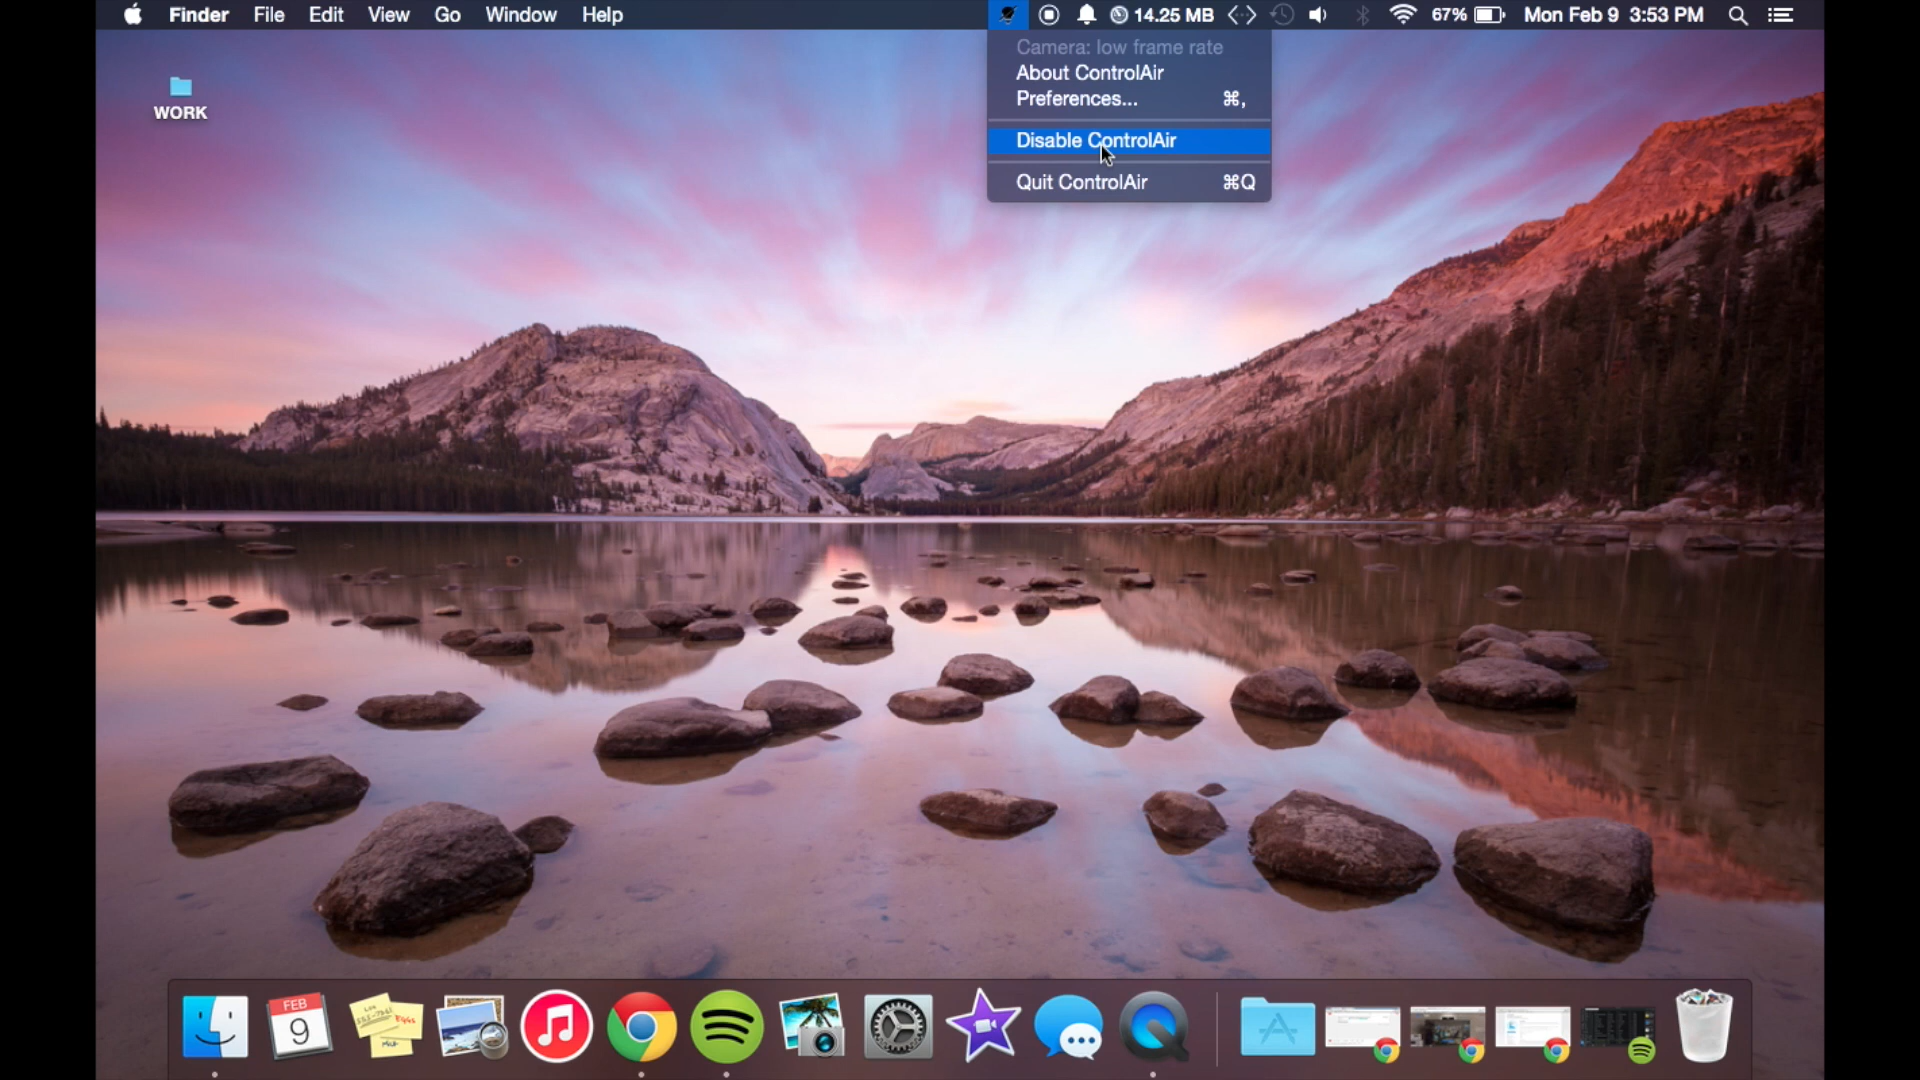 Finder File Edit View Go Window Help 14.25 MB 67% Mon Feb 9 3:53 PM
Camera: low frame rate
About ControlAir
Preferences... ⌘,
Disable ControlAir
Quit ControlAir ⌘Q
WORK
FEB
9